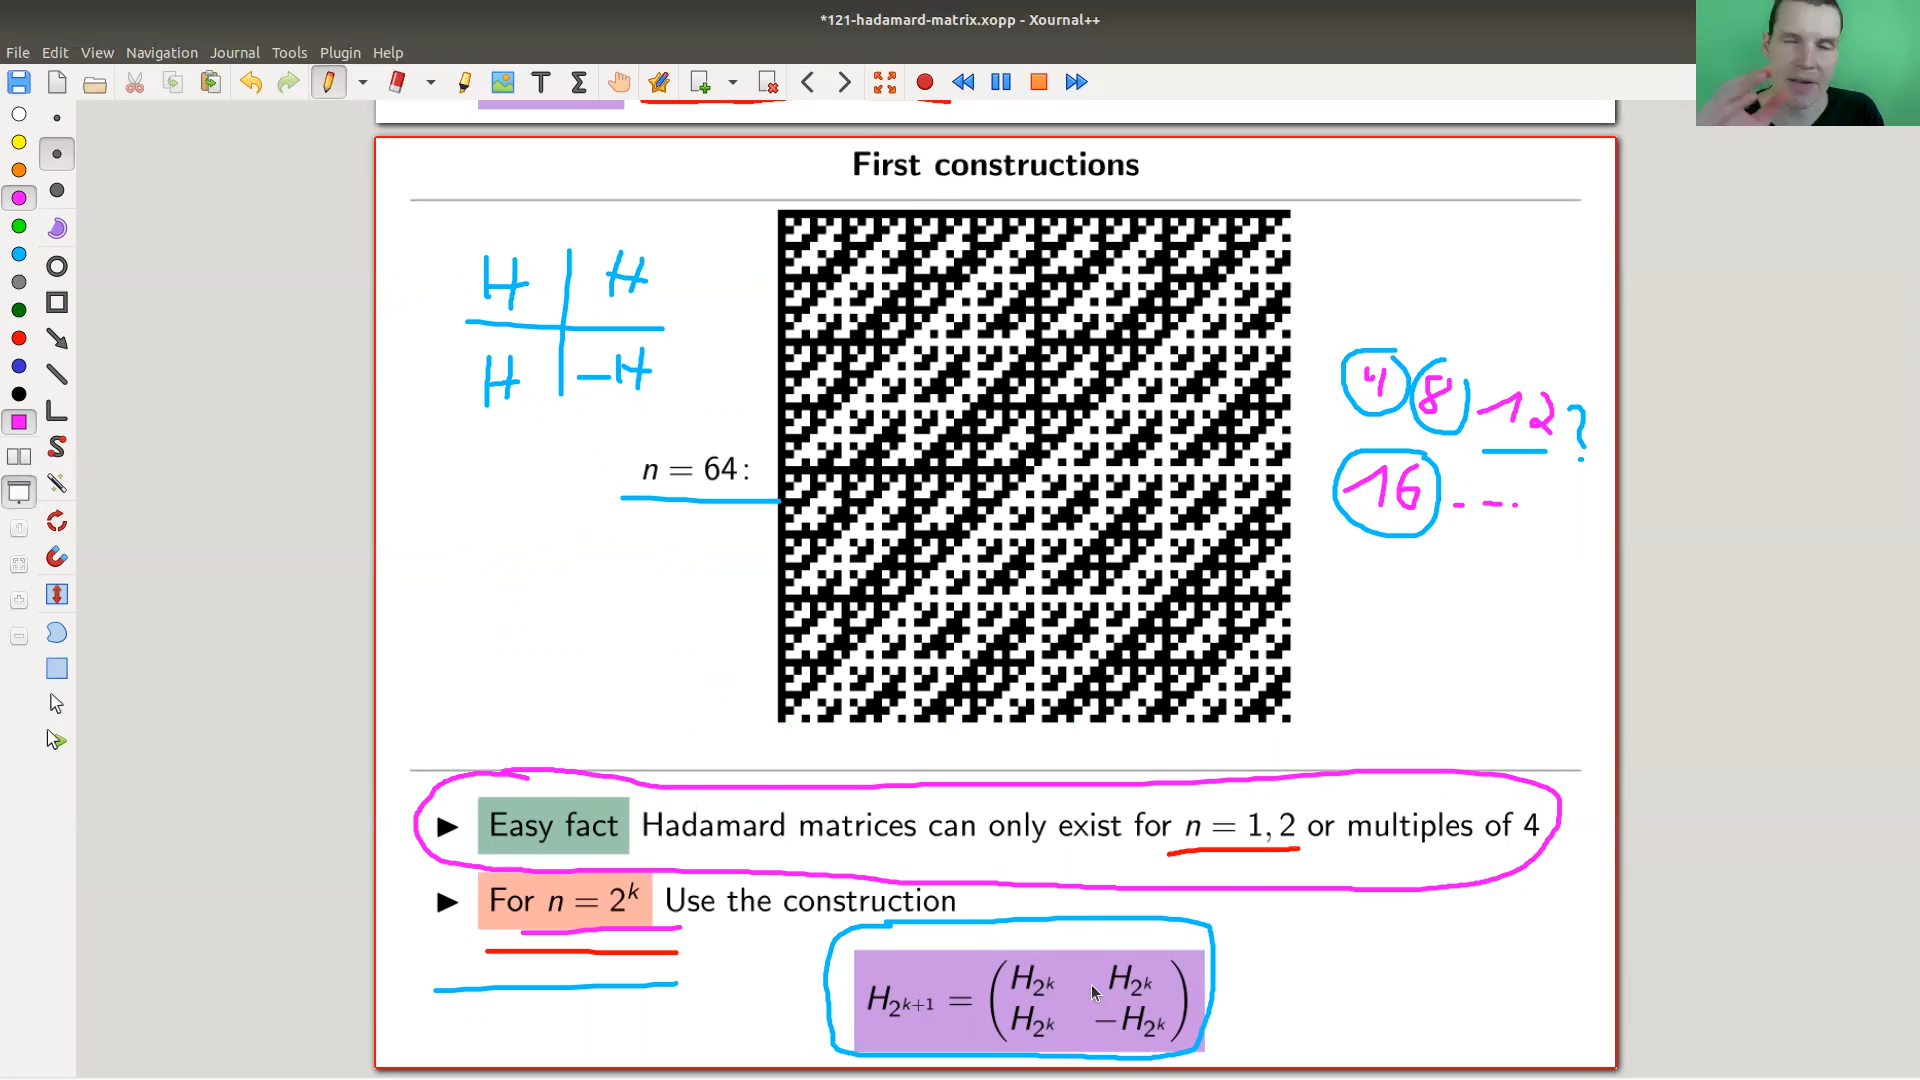 *121-hadamard-matrix.xopp - Xournal++
File Edit View Navigation Journal Tools Plugin Help
First constructions
H H
H -H
4 8 12 ?
16 ---
n = 64:
► Easy fact Hadamard matrices can only exist for n = 1, 2 or multiples of 4
► For n = 2^k Use the construction
H_{2^{k+1}} = ( H_{2^k} H_{2^k}
H_{2^k} −H_{2^k} )